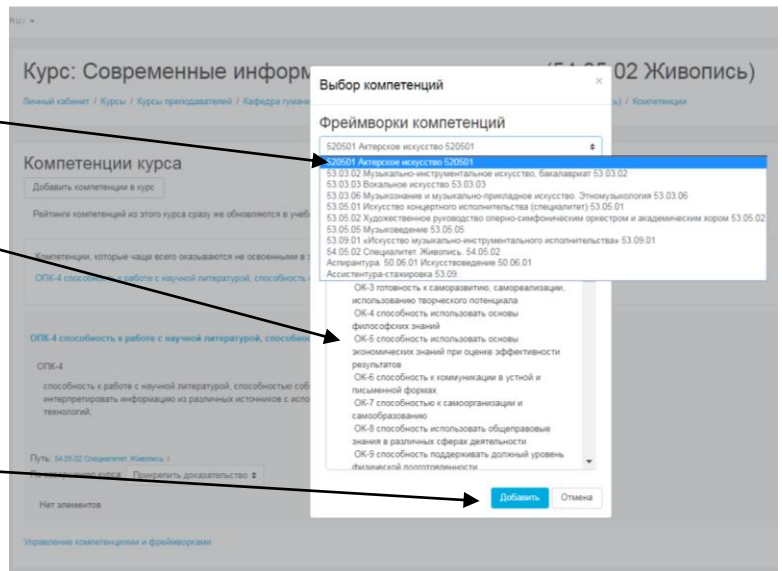 RU)
Курс: Современные информ (54.05.02 Живопись)
Личный кабинет / Курсы / Курсы преподавателей / Кафедра гумани / Компетенции
Компетенции курса
Добавить компетенции в курс
Рейтинги компетенций из этого курса сразу же обновляются в учеб
Компетенции, которые чаще всего оказываются не освоенными в э
ОПК-4 способность к работе с научной литературой, способность
ОПК-4 способность к работе с научной литературой, способнос
ОПК-4
способность к работе с научной литературой, способностью соб
интерпретировать информацию из различных источников с испо
технологий;
Путь: 54.05.02 Специалитет. Живопись. /
По завершению курса: Прикрепить доказательство
Нет элементов
Управление компетенциями и фреймворками
Выбор компетенций ×
Фреймворки компетенций
520501 Актерское искусство 520501
520501 Актерское искусство 520501
53.03.02 Музыкально-инструментальное искусство, бакалавриат 53.03.02
53.03.03 Вокальное искусство 53.03.03
53.03.06 Музыкознание и музыкально-прикладное искусство. Этномузыкология 53.03.06
53.05.01 Искусство концертного исполнительства (специалитет) 53.05.01
53.05.02 Художественное руководство оперно-симфоническим оркестром и академическим хором 53.05.02
53.05.05 Музыковедение 53.05.05
53.09.01 «Искусство музыкально-инструментального исполнительства» 53.09.01
54.05.02 Специалитет. Живопись. 54.05.02
Аспирантура. 50.06.01 Искусствоведение 50.06.01
Ассистентура-стажировка 53.09.
ОК-3 готовность к саморазвитию, самореализации,
использованию творческого потенциала
ОК-4 способность использовать основы
философских знаний
ОК-5 способность использовать основы
экономических знаний при оценке эффективности
результатов
ОК-6 способность к коммуникации в устной и
письменной формах
ОК-7 способностью к самоорганизации и
самообразованию
ОК-8 способность использовать общеправовые
знания в различных сферах деятельности
ОК-9 способность поддерживать должный уровень
физической подготовленности
Добавить Отмена